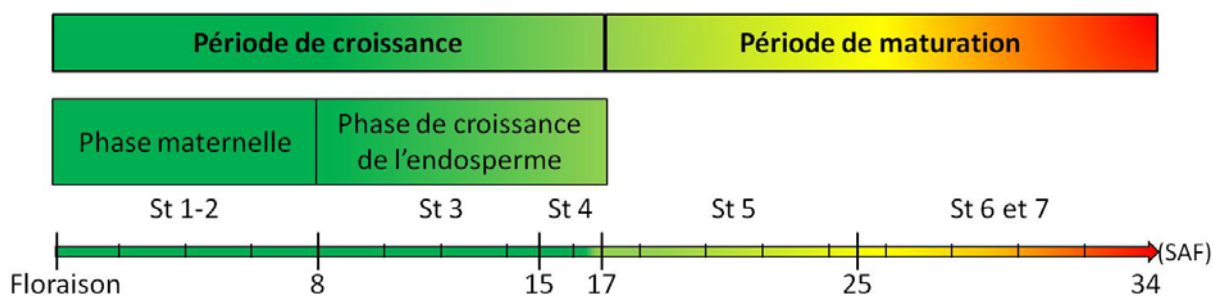 Période de croissance Période de maturation
Phase maternelle
Phase de croissance
de l’endosperme
St 1-2 St 3 St 4 St 5 St 6 et 7
(SAF)
Floraison 8 15 17 25 34